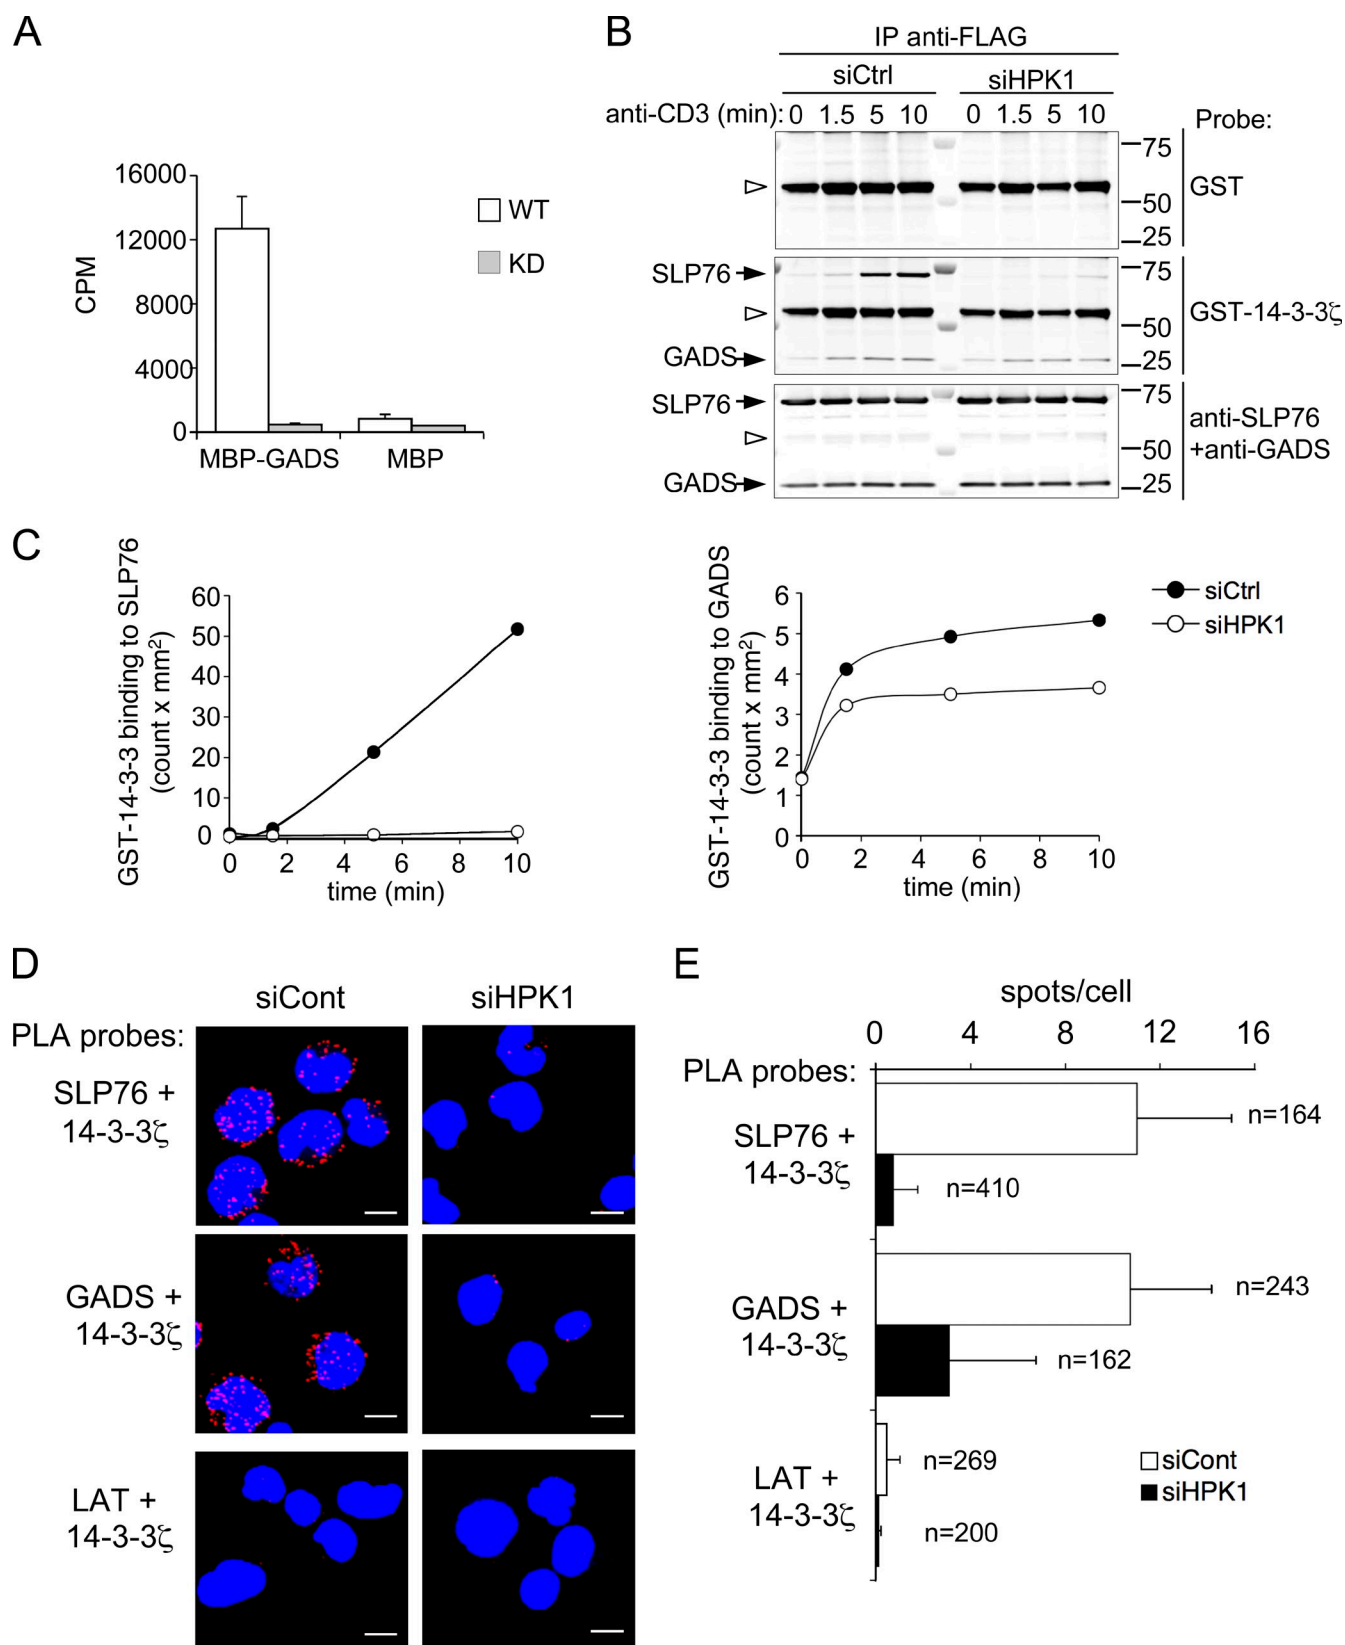 A
16000
12000
8000
4000
0
CPM
WT
KD
MBP-GADS MBP
B
IP anti-FLAG
siCtrl siHPK1
anti-CD3 (min): 0 1.5 5 10 0 1.5 5 10 Probe:
75
GST
50
25
SLP76 75
GST-14-3-3ζ
50
GADS 25
SLP76 75
anti-SLP76
+anti-GADS
50
GADS 25
C
GST-14-3-3 binding to SLP76
(count x mm²)
60
50
40
30
20
10
0
0 2 4 6 8 10
time (min)
GST-14-3-3 binding to GADS
(count x mm²)
6
5
4
3
2
1
0
0 2 4 6 8 10
time (min)
siCtrl
siHPK1
D
siCont siHPK1
PLA probes:
SLP76 +
14-3-3ζ
GADS +
14-3-3ζ
LAT +
14-3-3ζ
E
spots/cell
0 4 8 12 16
PLA probes:
SLP76 +
14-3-3ζ
n=164
n=410
GADS +
14-3-3ζ
n=243
n=162
LAT +
14-3-3ζ
n=269
n=200
siCont
siHPK1